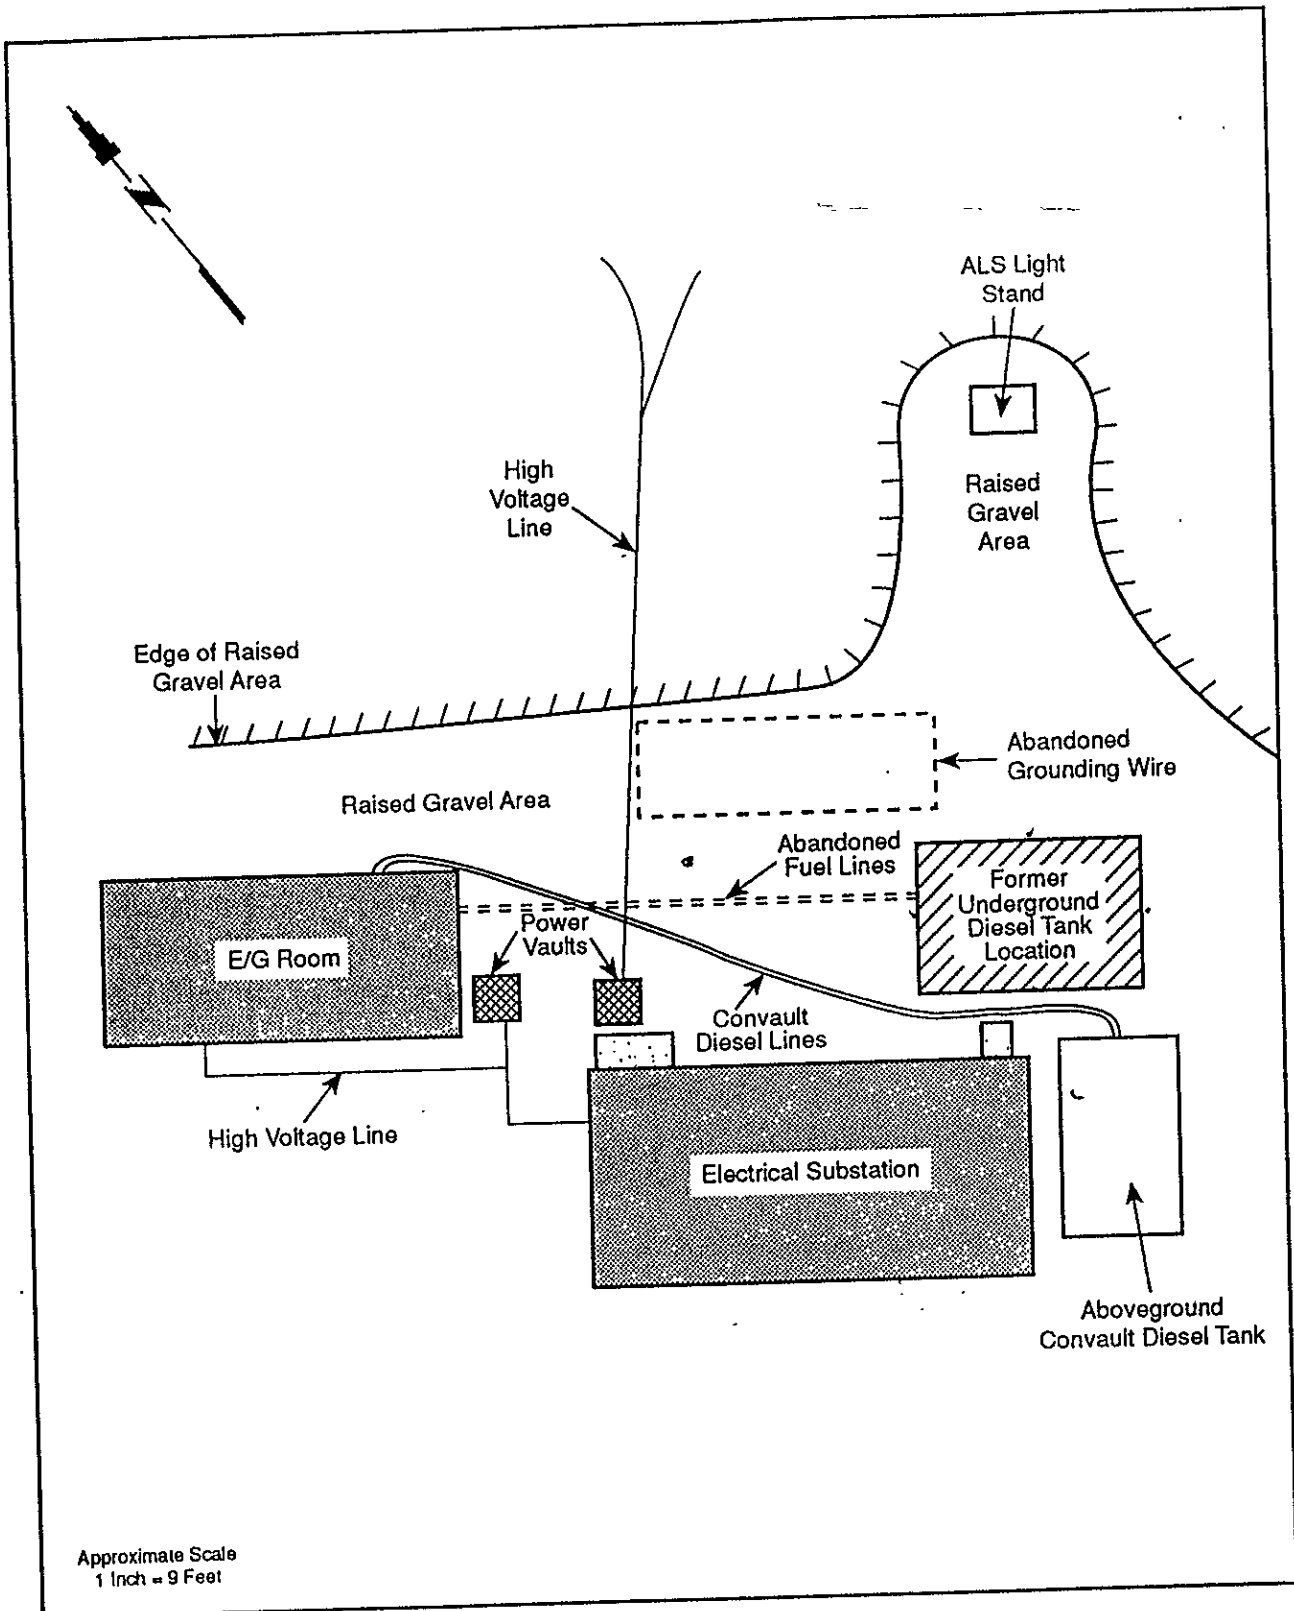 N
ALS Light
Stand
High
Voltage
Line
Raised
Gravel
Area
Edge of Raised
Gravel Area
Abandoned
Grounding Wire
Raised Gravel Area
Abandoned
Fuel Lines
Former
Underground
Diesel Tank
Location
Power
Vaults
E/G Room
Convault
Diesel Lines
High Voltage Line
Electrical Substation
Aboveground
Convault Diesel Tank
Approximate Scale
1 Inch = 9 Feet